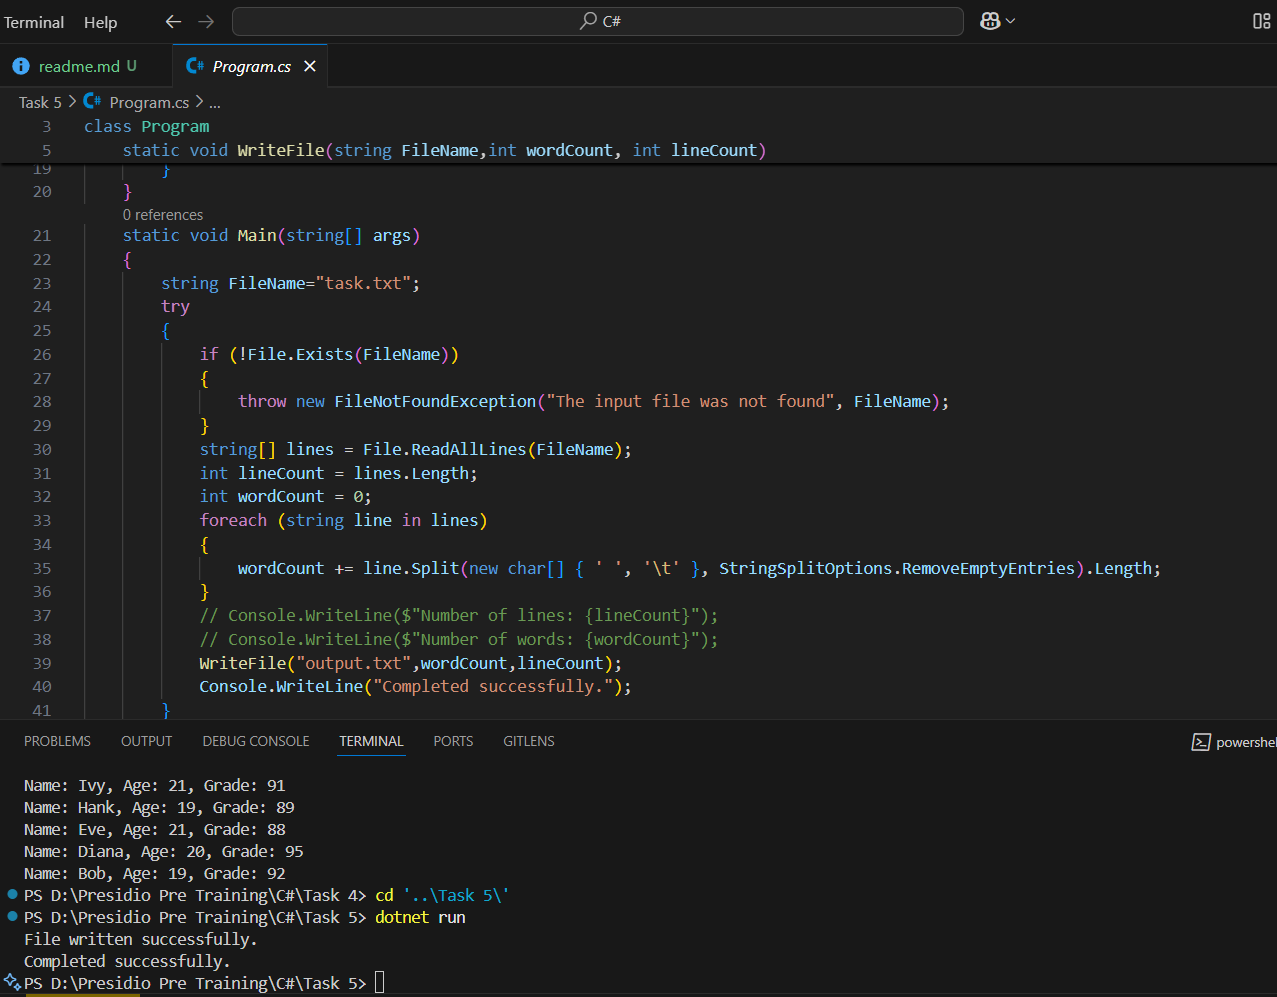 Terminal Help C#
readme.md U Program.cs
Task 5 > Program.cs > ...
3 class Program
5 static void WriteFile(string FileName,int wordCount, int lineCount)
19 }
20 }
0 references
21 static void Main(string[] args)
22 {
23 string FileName="task.txt";
24 try
25 {
26 if (!File.Exists(FileName))
27 {
28 throw new FileNotFoundException("The input file was not found", FileName);
29 }
30 string[] lines = File.ReadAllLines(FileName);
31 int lineCount = lines.Length;
32 int wordCount = 0;
33 foreach (string line in lines)
34 {
35 wordCount += line.Split(new char[] { ' ', '\t' }, StringSplitOptions.RemoveEmptyEntries).Length;
36 }
37 // Console.WriteLine($"Number of lines: {lineCount}");
38 // Console.WriteLine($"Number of words: {wordCount}");
39 WriteFile("output.txt",wordCount,lineCount);
40 Console.WriteLine("Completed successfully.");
41 }
PROBLEMS OUTPUT DEBUG CONSOLE TERMINAL PORTS GITLENS powershel
Name: Ivy, Age: 21, Grade: 91
Name: Hank, Age: 19, Grade: 89
Name: Eve, Age: 21, Grade: 88
Name: Diana, Age: 20, Grade: 95
Name: Bob, Age: 19, Grade: 92
PS D:\Presidio Pre Training\C#\Task 4> cd '..\Task 5\'
PS D:\Presidio Pre Training\C#\Task 5> dotnet run
File written successfully.
Completed successfully.
PS D:\Presidio Pre Training\C#\Task 5>